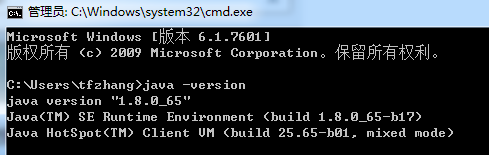 管理员: C:\Windows\system32\cmd.exe
Microsoft Windows [版本 6.1.7601]
版权所有 (c) 2009 Microsoft Corporation。保留所有权利。
C:\Users\tfzhang>java -version
java version "1.8.0_65"
Java(TM) SE Runtime Environment (build 1.8.0_65-b17)
Java HotSpot(TM) Client VM (build 25.65-b01, mixed mode)